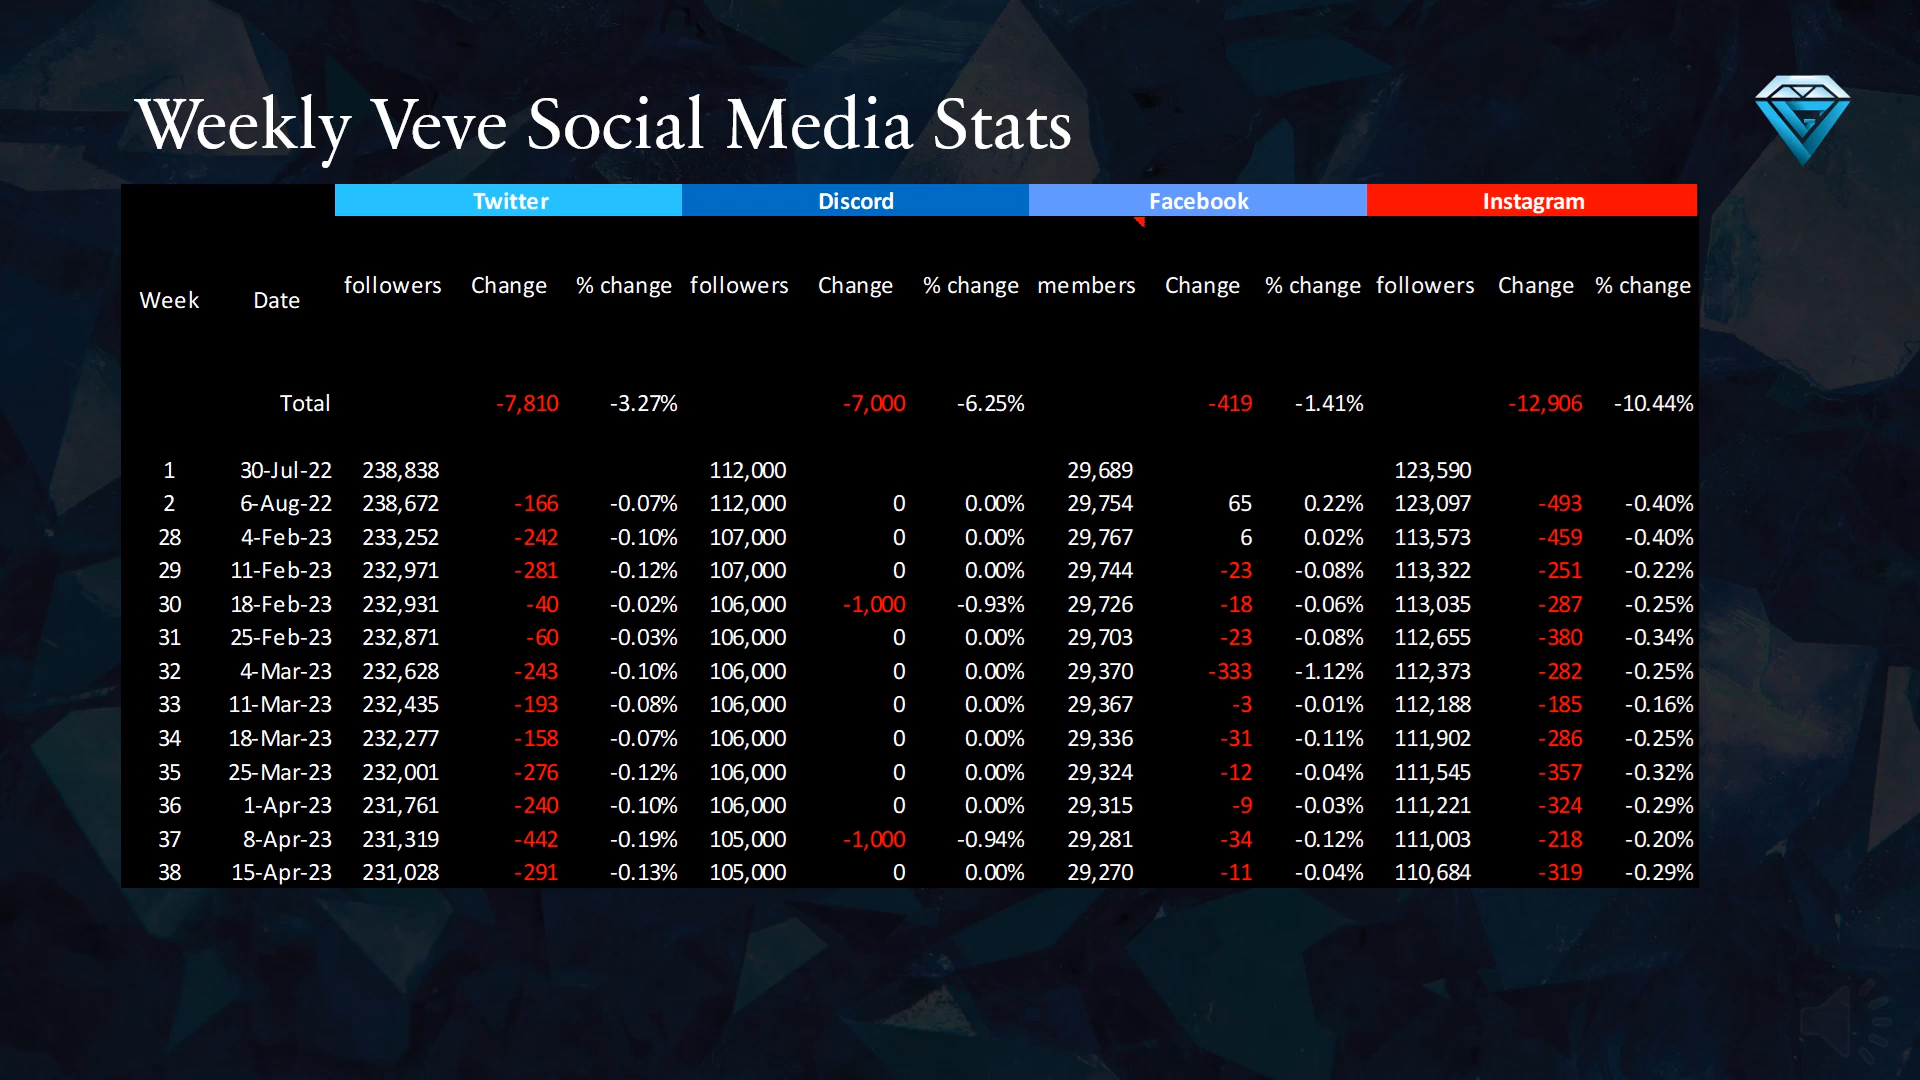 Weekly Veve Social Media Stats
Twitter Discord Facebook Instagram
Week Date followers Change % change followers Change % change members Change % change followers Change % change
Total -7,810 -3.27% -7,000 -6.25% -419 -1.41% -12,906 -10.44%
1 30-Jul-22 238,838 112,000 29,689 123,590
2 6-Aug-22 238,672 -166 -0.07% 112,000 0 0.00% 29,754 65 0.22% 123,097 -493 -0.40%
28 4-Feb-23 233,252 -242 -0.10% 107,000 0 0.00% 29,767 6 0.02% 113,573 -459 -0.40%
29 11-Feb-23 232,971 -281 -0.12% 107,000 0 0.00% 29,744 -23 -0.08% 113,322 -251 -0.22%
30 18-Feb-23 232,931 -40 -0.02% 106,000 -1,000 -0.93% 29,726 -18 -0.06% 113,035 -287 -0.25%
31 25-Feb-23 232,871 -60 -0.03% 106,000 0 0.00% 29,703 -23 -0.08% 112,655 -380 -0.34%
32 4-Mar-23 232,628 -243 -0.10% 106,000 0 0.00% 29,370 -333 -1.12% 112,373 -282 -0.25%
33 11-Mar-23 232,435 -193 -0.08% 106,000 0 0.00% 29,367 -3 -0.01% 112,188 -185 -0.16%
34 18-Mar-23 232,277 -158 -0.07% 106,000 0 0.00% 29,336 -31 -0.11% 111,902 -286 -0.25%
35 25-Mar-23 232,001 -276 -0.12% 106,000 0 0.00% 29,324 -12 -0.04% 111,545 -357 -0.32%
36 1-Apr-23 231,761 -240 -0.10% 106,000 0 0.00% 29,315 -9 -0.03% 111,221 -324 -0.29%
37 8-Apr-23 231,319 -442 -0.19% 105,000 -1,000 -0.94% 29,281 -34 -0.12% 111,003 -218 -0.20%
38 15-Apr-23 231,028 -291 -0.13% 105,000 0 0.00% 29,270 -11 -0.04% 110,684 -319 -0.29%